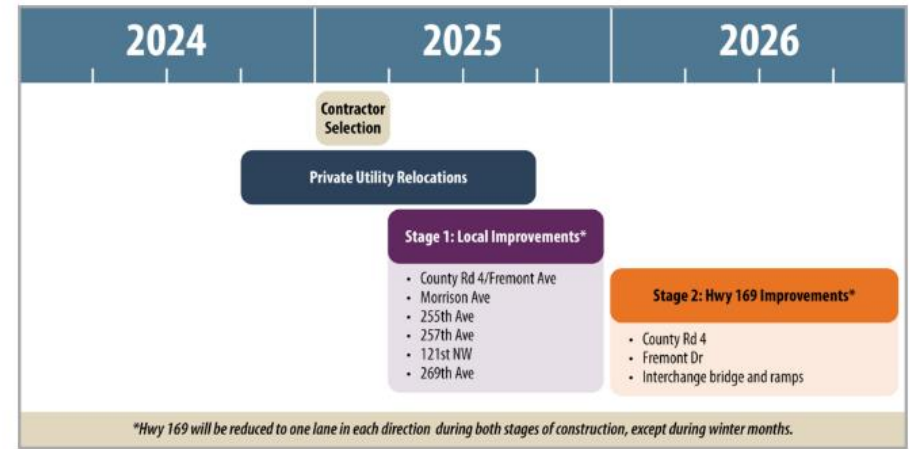 2024
2025
2026
Contractor
Selection
Private Utility Relocations
Stage 1: Local Improvements*
• County Rd 4/Fremont Ave
• Morrison Ave
• 255th Ave
• 257th Ave
• 121st NW
• 269th Ave
Stage 2: Hwy 169 Improvements*
• County Rd 4
• Fremont Dr
• Interchange bridge and ramps
*Hwy 169 will be reduced to one lane in each direction during both stages of construction, except during winter months.